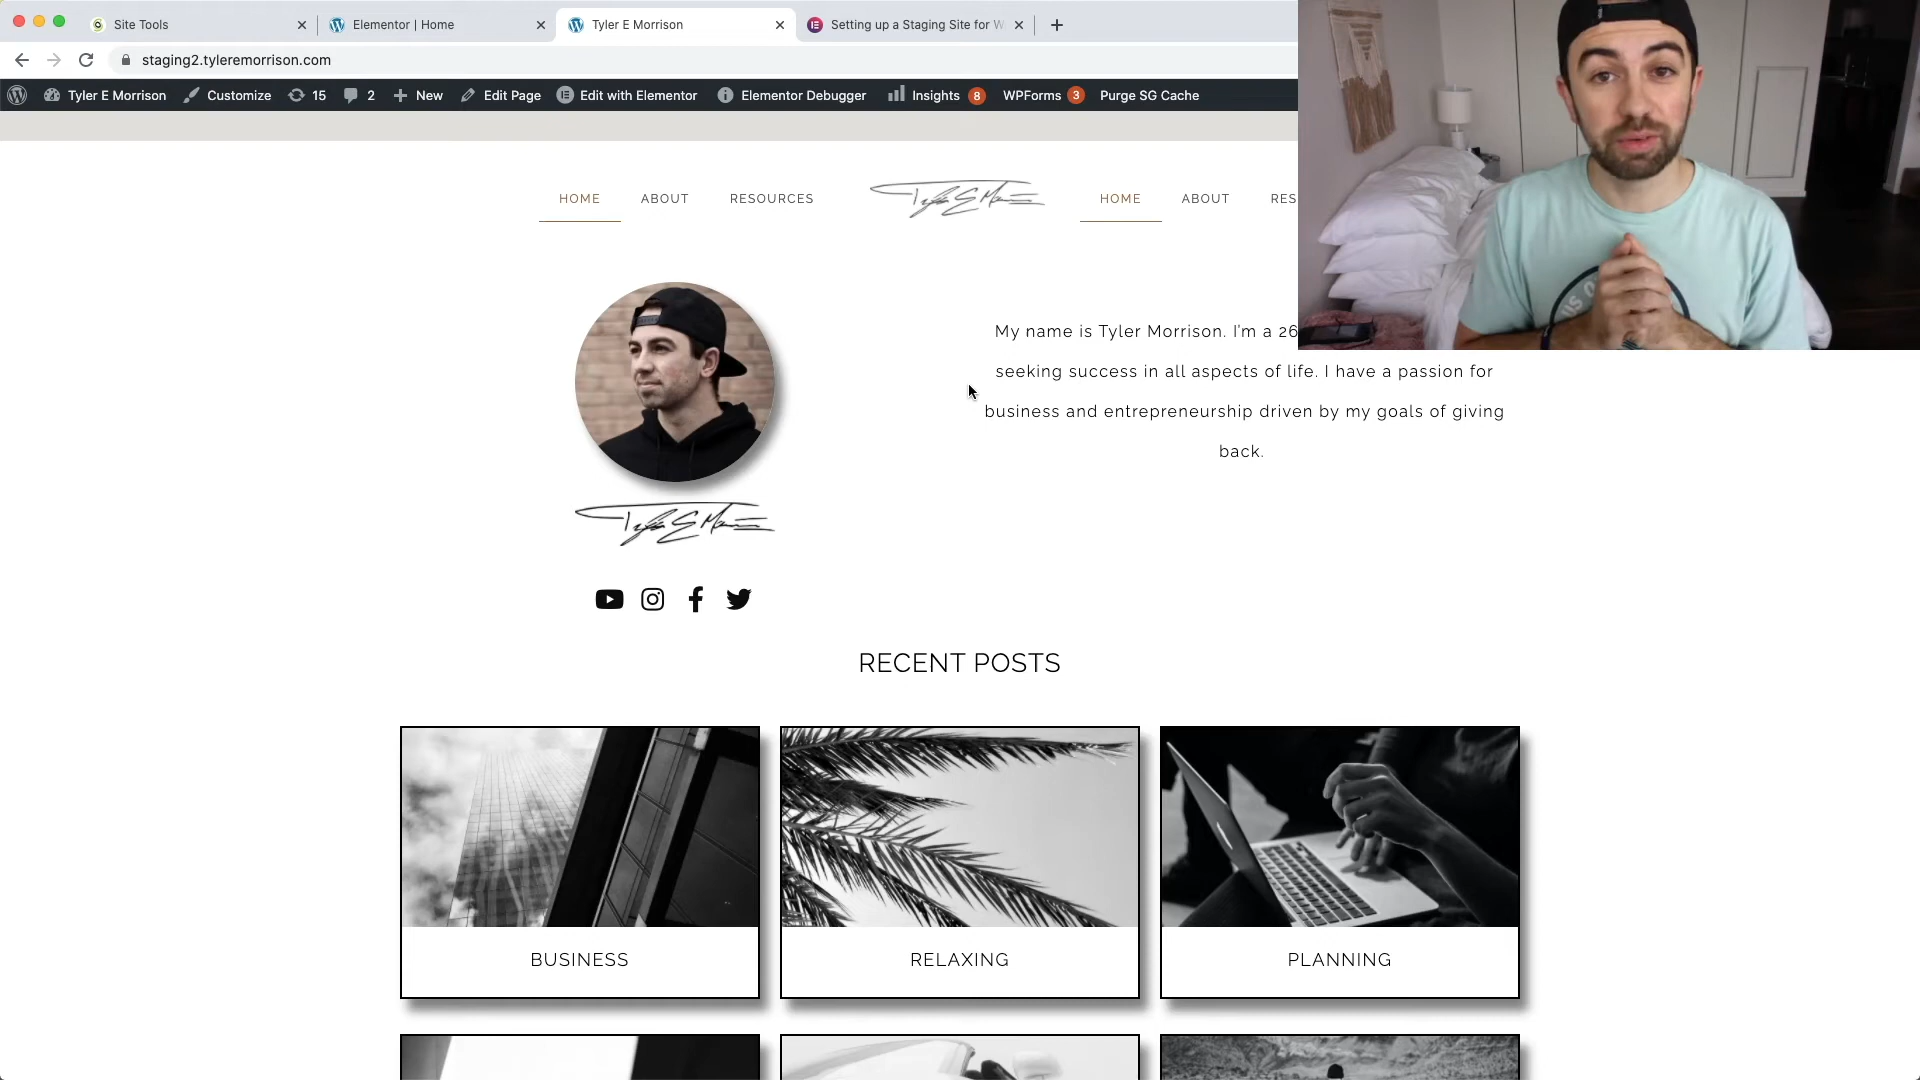 Site Tools
Elementor | Home
Tyler E Morrison
Setting up a Staging Site for W
staging2.tyleremorrison.com
Tyler E Morrison
Customize
15
2
New
Edit Page
Edit with Elementor
Elementor Debugger
Insights 8
WPForms 3
Purge SG Cache
HOME
ABOUT
RESOURCES
HOME
ABOUT
RES
My name is Tyler Morrison. I'm a 26
seeking success in all aspects of life. I have a passion for
business and entrepreneurship driven by my goals of giving
back.
RECENT POSTS
BUSINESS
RELAXING
PLANNING